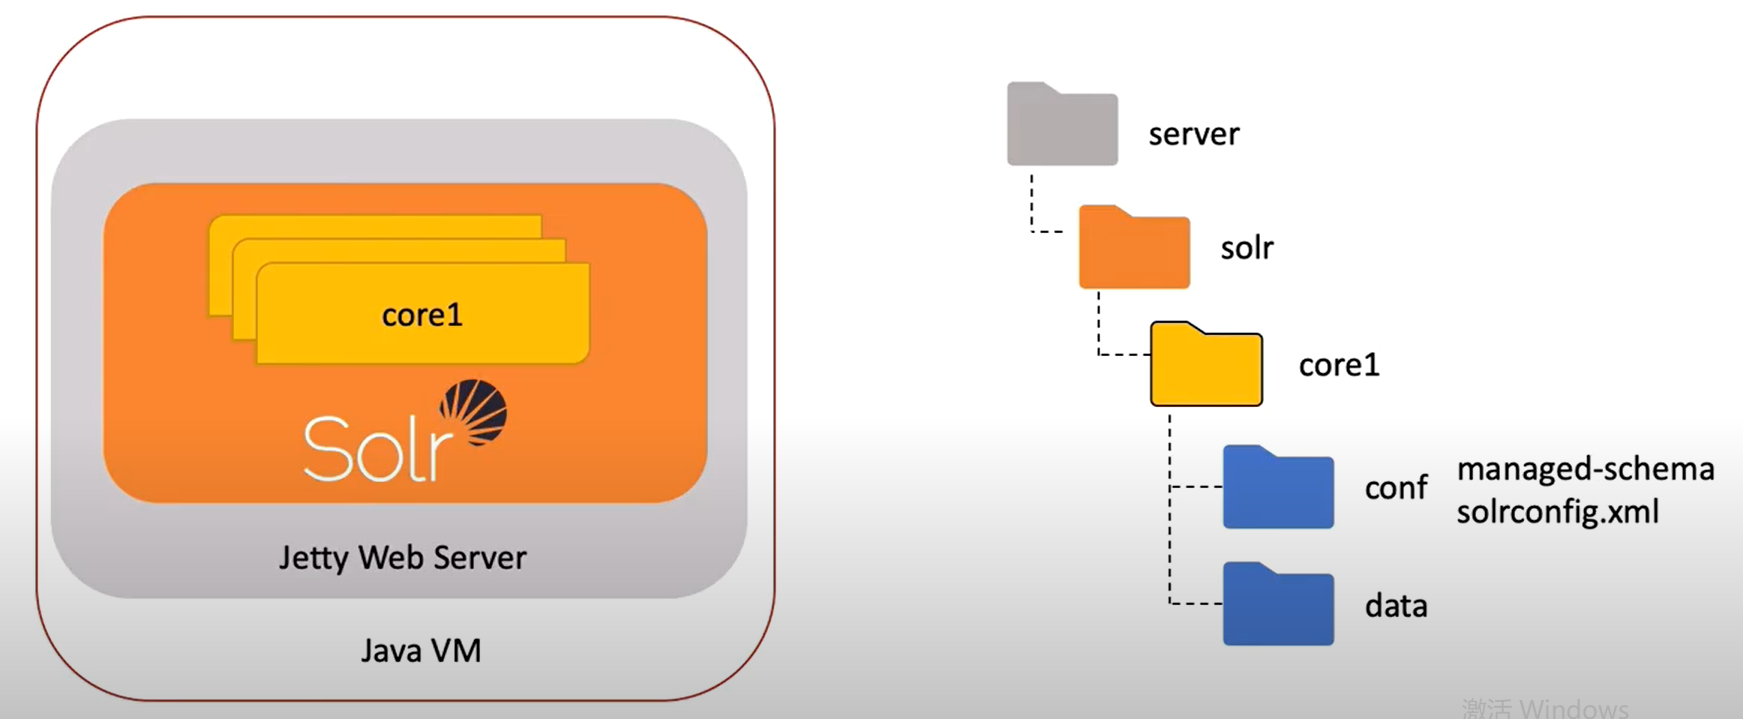 core1
Solr
Jetty Web Server
Java VM
server
solr
core1
conf
managed-schema
solrconfig.xml
data
激活 Windows